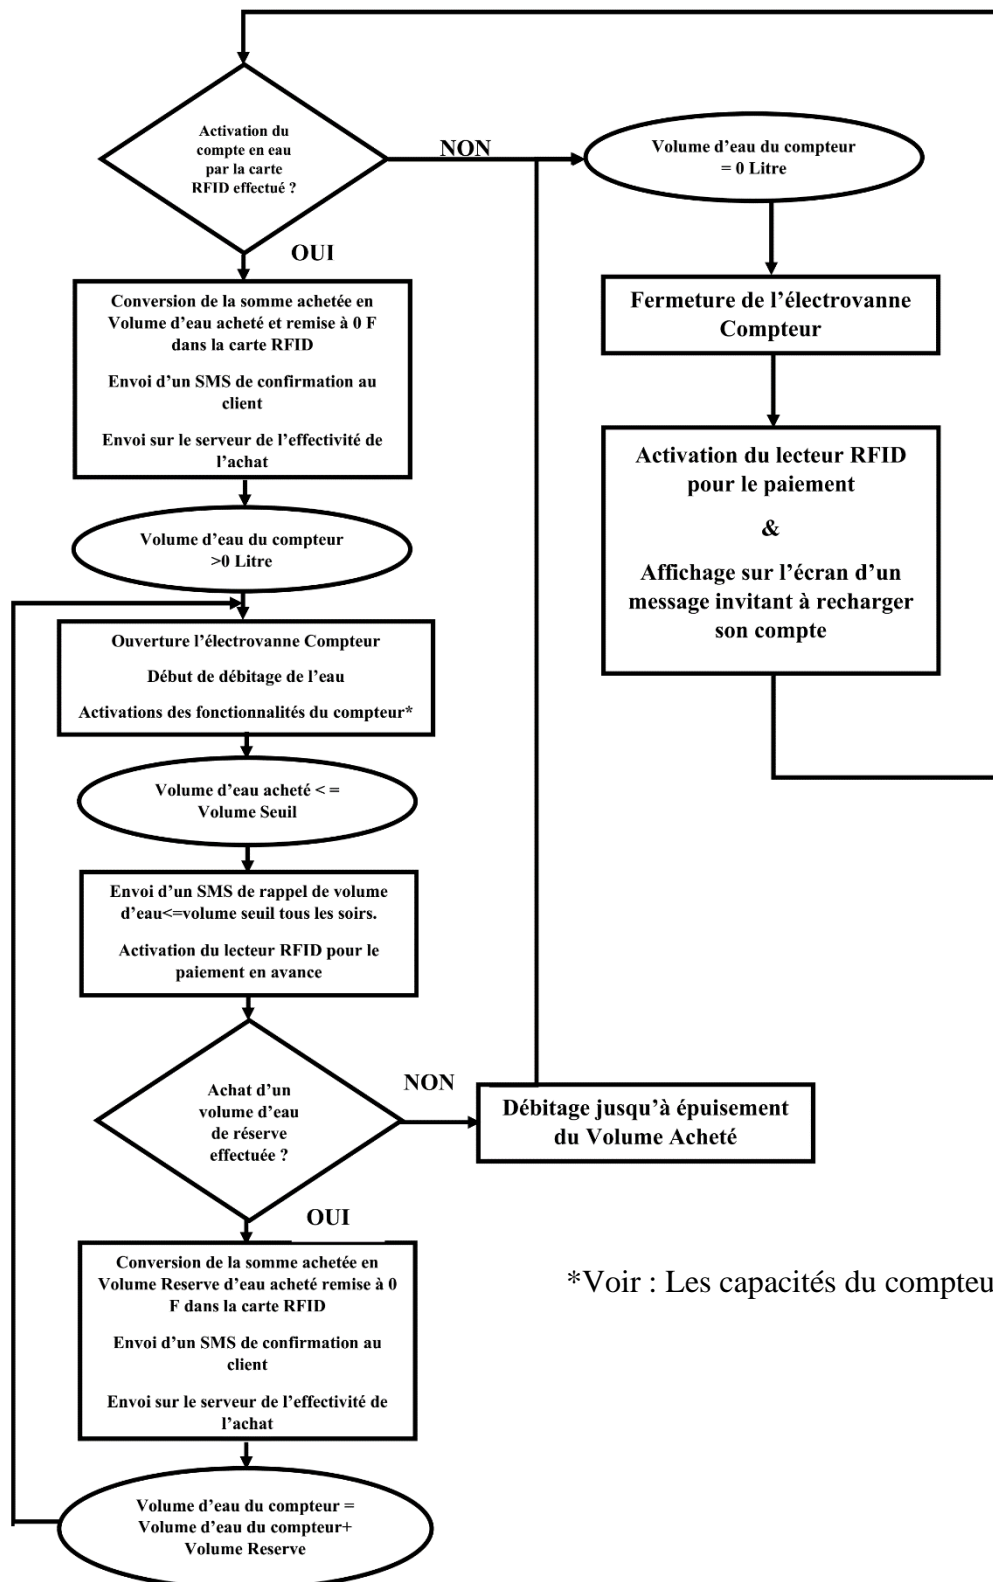 Activation du
compte en eau
par la carte
RFID effectué ?
NON
Volume d’eau du compteur
= 0 Litre
OUI
Conversion de la somme achetée en
Volume d’eau acheté et remise à 0 F
dans la carte RFID
Envoi d’un SMS de confirmation au
client
Envoi sur le serveur de l’effectivité de
l’achat
Fermeture de l’électrovanne
Compteur
Activation du lecteur RFID
pour le paiement
&
Affichage sur l’écran d’un
message invitant à recharger
son compte
Volume d’eau du compteur
>0 Litre
Ouverture l’électrovanne Compteur
Début de débitage de l’eau
Activations des fonctionnalités du compteur*
Volume d’eau acheté < =
Volume Seuil
Envoi d’un SMS de rappel de volume
d’eau<=volume seuil tous les soirs.
Activation du lecteur RFID pour le
paiement en avance
Achat d’un
volume d’eau
de réserve
effectuée ?
NON
Débitage jusqu’à épuisement
du Volume Acheté
OUI
Conversion de la somme achetée en
Volume Reserve d’eau acheté remise à 0
F dans la carte RFID
Envoi d’un SMS de confirmation au
client
Envoi sur le serveur de l’effectivité de
l’achat
*Voir : Les capacités du compteu
Volume d’eau du compteur =
Volume d’eau du compteur+
Volume Reserve